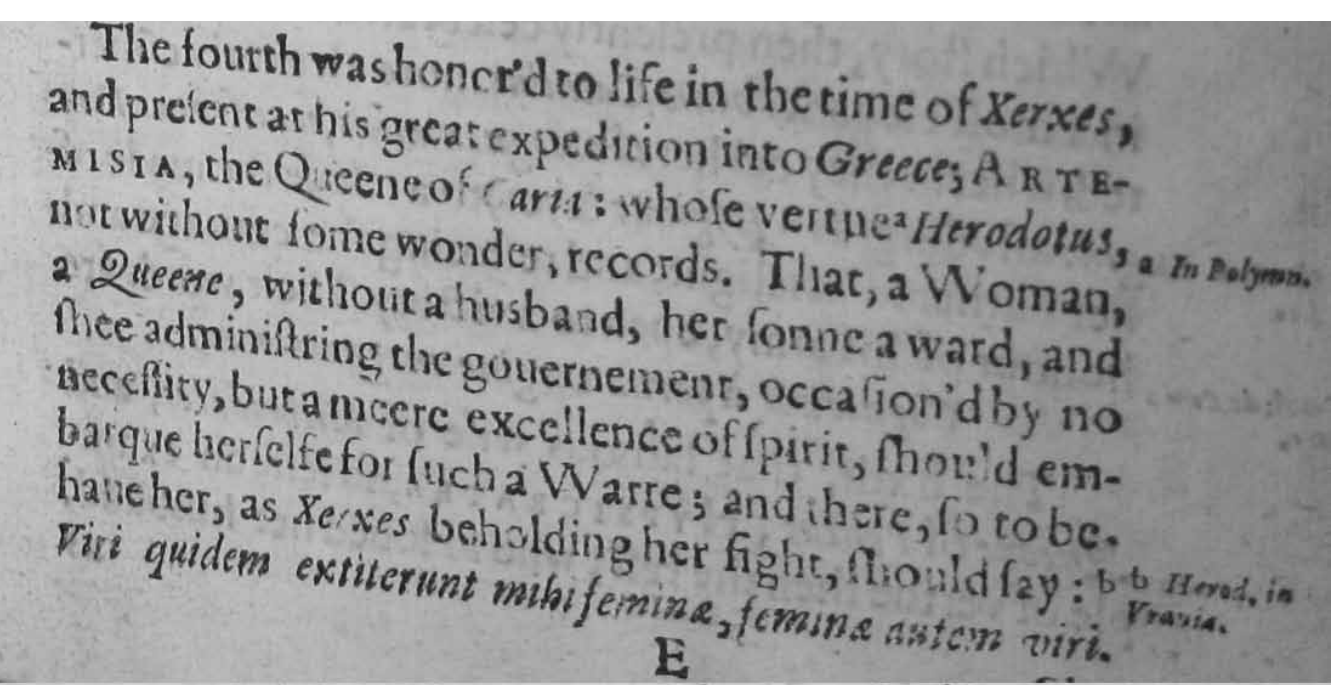 The fourth was honor'd to life in the time of Xerxes,
and preſent at his great expedition into Greece; ARTE-
MISIA, the Queene of Caria: whoſe vertue a Herodotus, a In Polymn.
not without ſome wonder, records. That, a Woman,
a Queene, without a husband, her ſonne a ward, and
ſhee adminiſtring the gouernement, occaſion'd by no
neceſſity, but a meere excellence of ſpirit, ſhould em-
barque herſelfe for ſuch a Warre; and there, ſo to be-
haue her, as Xerxes beholding her fight, ſhould ſay: b b Herod. in
Viri quidem extiterunt mihi feminæ, feminæ autem viri. Vrania.
E